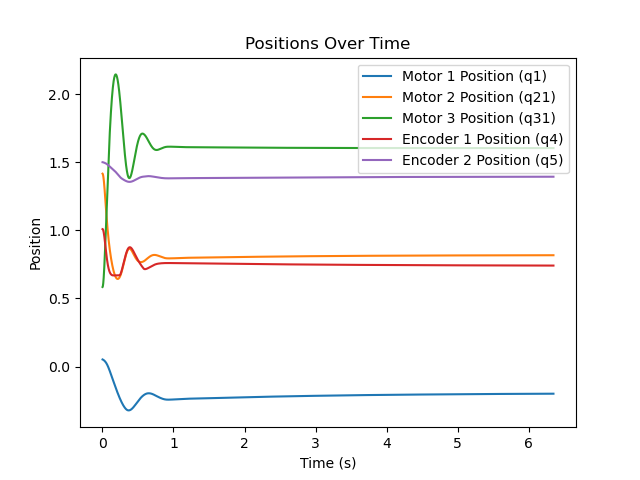 Positions Over Time
Motor 1 Position (q1)
Motor 2 Position (q21)
Motor 3 Position (q31)
Encoder 1 Position (q4)
Encoder 2 Position (q5)
2.0
1.5
1.0
0.5
0.0
Position
0 1 2 3 4 5 6
Time (s)